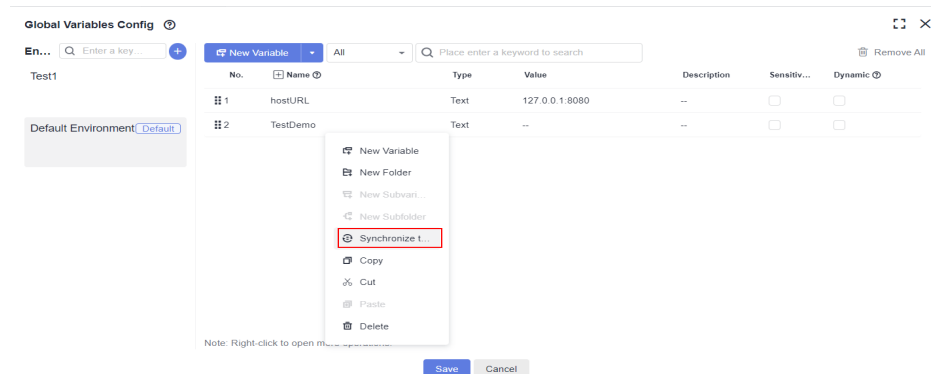 Global Variables Config
En... Enter a key... New Variable All Place enter a keyword to search Remove All
Test1
Default Environment Default
No. Name Type Value Description Sensitiv... Dynamic
1 hostURL Text 127.0.0.1:8080 --
2 TestDemo Text -- --
New Variable
New Folder
New Subvari...
New Subfolder
Synchronize t...
Copy
Cut
Paste
Delete
Note: Right-click to open more operations.
Save Cancel